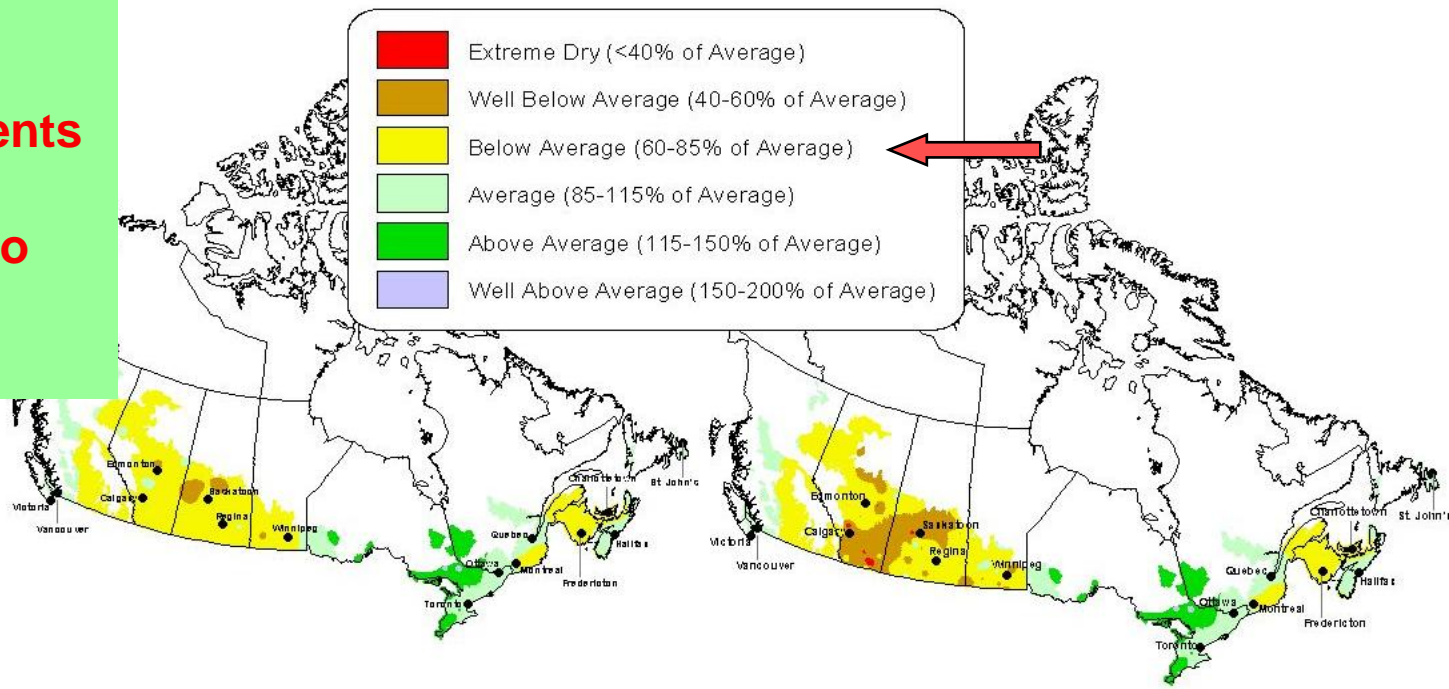 ents
o
Extreme Dry (<40% of Average)
Well Below Average (40-60% of Average)
Below Average (60-85% of Average)
Average (85-115% of Average)
Above Average (115-150% of Average)
Well Above Average (150-200% of Average)
Edmonton
Calgary
Saskatoon
Regina
Winnipeg
Victoria
Vancouver
Charlottetown
St. John's
Quebec
Halifax
Ottawa
Montreal
Fredericton
Toronto
Edmonton
Calgary
Saskatoon
Regina
Winnipeg
Victoria
Vancouver
Charlottetown
St. John's
Quebec
Halifax
Ottawa
Montreal
Fredericton
Toronto